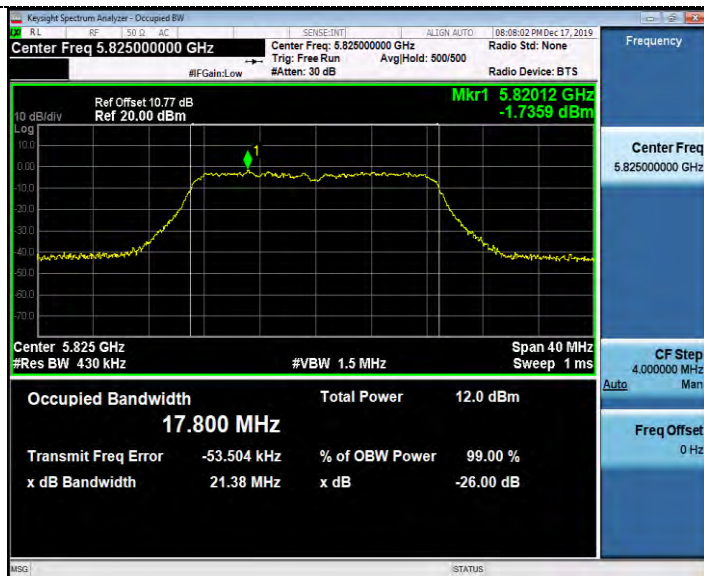 Keysight Spectrum Analyzer - Occupied BW
RL RF 50 Ω AC SENSE:INT ALIGN AUTO 08:08:02 PM Dec 17, 2019
Center Freq 5.825000000 GHz
Center Freq: 5.825000000 GHz
Radio Std: None
Trig: Free Run Avg|Hold: 500/500
#IFGain:Low
#Atten: 30 dB
Radio Device: BTS
Frequency
Mkr1 5.82012 GHz
-1.7359 dBm
Ref Offset 10.77 dB
10 dB/div Ref 20.00 dBm
Log
10.0
0.00
-10.0
-20.0
-30.0
-40.0
-50.0
-60.0
-70.0
1
Center 5.825 GHz Span 40 MHz
#Res BW 430 kHz #VBW 1.5 MHz Sweep 1 ms
Occupied Bandwidth Total Power 12.0 dBm
17.800 MHz
Transmit Freq Error -53.504 kHz % of OBW Power 99.00 %
x dB Bandwidth 21.38 MHz x dB -26.00 dB
Center Freq
5.825000000 GHz
CF Step
4.000000 MHz
Auto Man
Freq Offset
0 Hz
MSG STATUS